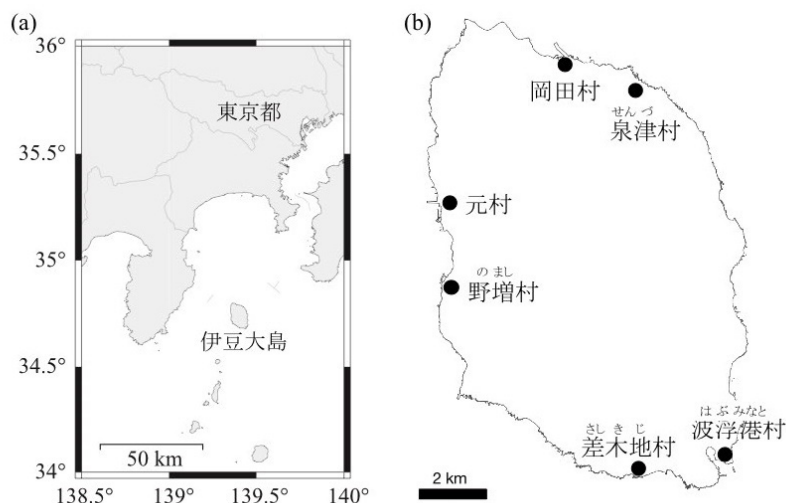 (a)
36°
35.5°
35°
34.5°
34°
138.5°
139°
139.5°
140°
東京都
伊豆大島
50 km
(b)
岡田村
せんづ
泉津村
元村
のまし
野増村
さしきじ
差木地村
はぶみなと
波浮港村
2 km